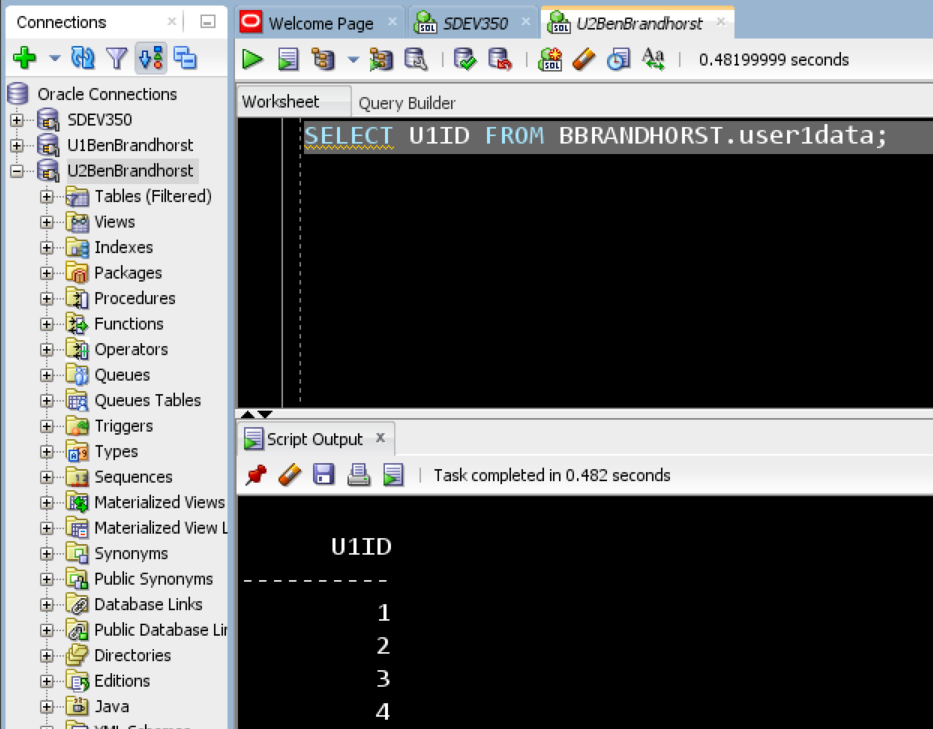 Connections
Welcome Page
SDEV350
U2BenBrandhorst
0.48199999 seconds
Oracle Connections
SDEV350
U1BenBrandhorst
U2BenBrandhorst
Tables (Filtered)
Views
Indexes
Packages
Procedures
Functions
Operators
Queues
Queues Tables
Triggers
Types
Sequences
Materialized Views
Materialized View L
Synonyms
Public Synonyms
Database Links
Public Database Lin
Directories
Editions
Java
Worksheet
Query Builder
SELECT U1ID FROM BBRANDHORST.user1data;
Script Output
Task completed in 0.482 seconds
U1ID
----------
1
2
3
4